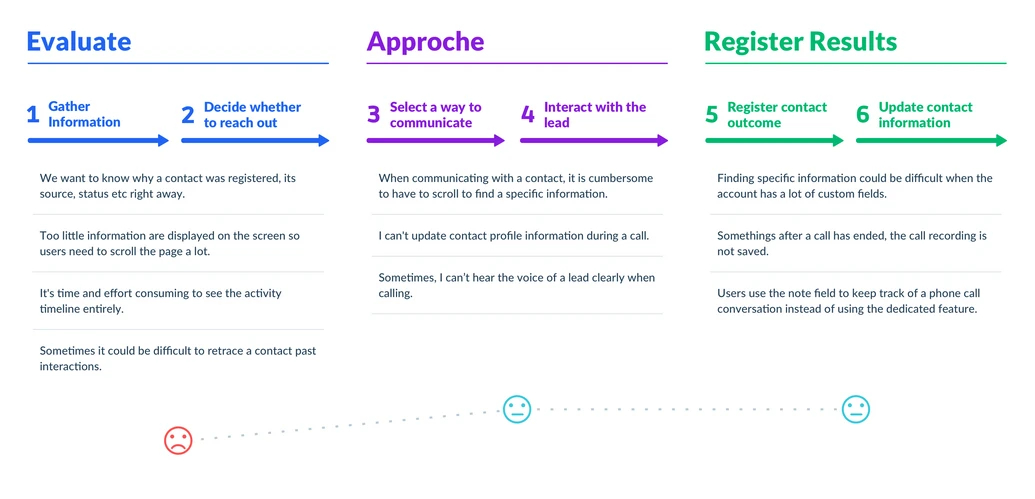 Evaluate
1 Gather
Information
2 Decide whether
to reach out
We want to know why a contact was registered, its
source, status etc right away.
Too little information are displayed on the screen so
users need to scroll the page a lot.
It's time and effort consuming to see the activity
timeline entirely.
Sometimes it could be difficult to retrace a contact past
interactions.
Approche
3 Select a way to
communicate
4 Interact with the
lead
When communicating with a contact, it is cumbersome
to have to scroll to find a specific information.
I can't update contact profile information during a call.
Sometimes, I can't hear the voice of a lead clearly when
calling.
Register Results
5 Register contact
outcome
6 Update contact
information
Finding specific information could be difficult when the
account has a lot of custom fields.
Somethings after a call has ended, the call recording is
not saved.
Users use the note field to keep track of a phone call
conversation instead of using the dedicated feature.